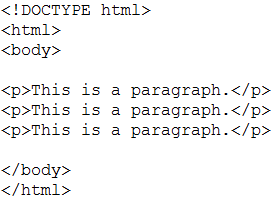 <!DOCTYPE html>
<html>
<body>

<p>This is a paragraph.</p>
<p>This is a paragraph.</p>
<p>This is a paragraph.</p>

</body>
</html>